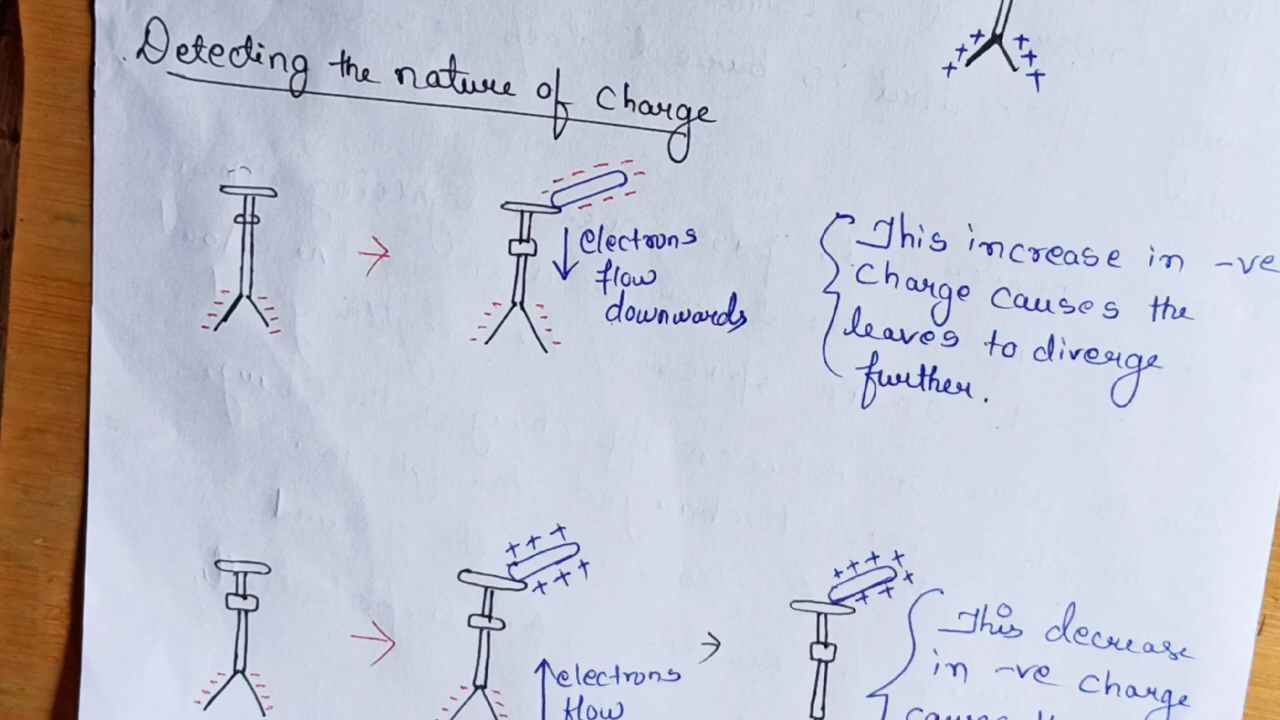 Detecting the nature of charge
electrons
flow
downwards
This increase in -ve
charge causes the
leaves to diverge
further.
electrons
flow
This decrease
in -ve charge